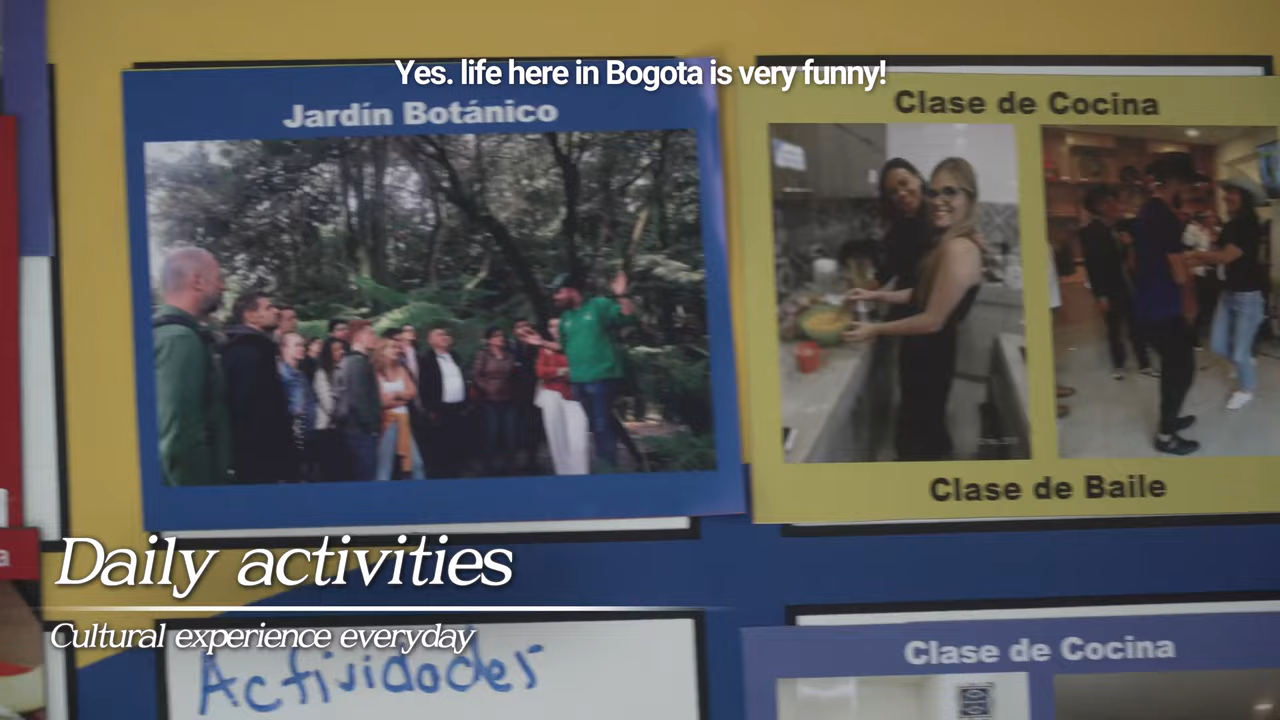 Yes. life here in Bogota is very funny!
Jardín Botánico
Clase de Cocina
Clase de Baile
Daily activities
Cultural experience everyday
Actividades
Clase de Cocina
a